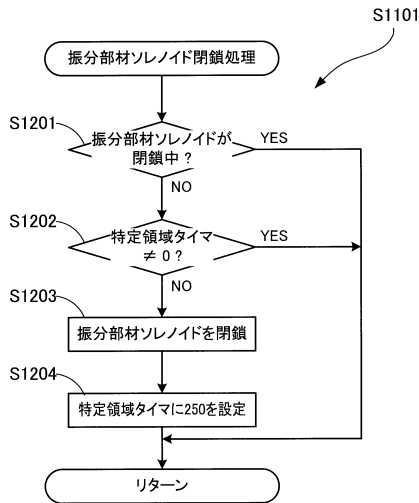 S1101
振分部材ソレノイド閉鎖処理
S1201
振分部材ソレノイドが
閉鎖中？
YES
NO
S1202
特定領域タイマ
≠ 0？
YES
NO
S1203
振分部材ソレノイドを閉鎖
S1204
特定領域タイマに250を設定
リターン